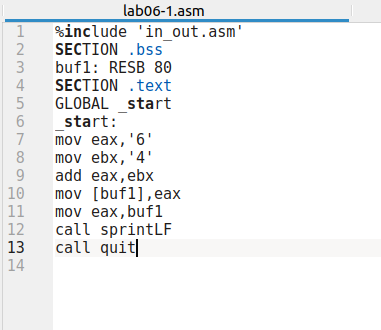 lab06-1.asm
1 %include 'in_out.asm'
2 SECTION .bss
3 buf1: RESB 80
4 SECTION .text
5 GLOBAL _start
6 _start:
7 mov eax,'6'
8 mov ebx,'4'
9 add eax,ebx
10 mov [buf1],eax
11 mov eax,buf1
12 call sprintLF
13 call quit
14